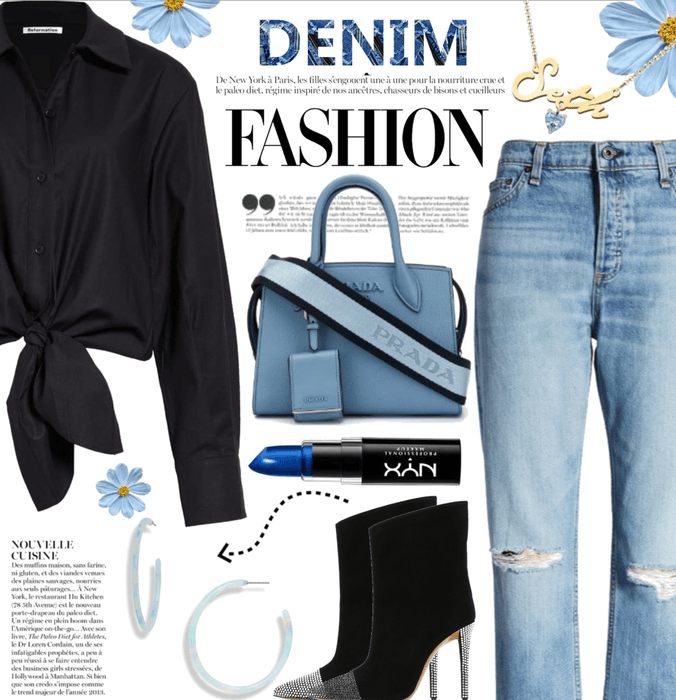 Reformation
DENIM
De New York à Paris, les filles s'engouent une à une pour la nourriture crue et
le paleo diet, régime inspiré de nos ancêtres, chasseurs de bisons et cueilleurs
FASHION
Seth
PRADA
PRADA
PRADA
NYX
PROFESSIONAL
MAKEUP
NOUVELLE
CUISINE
Des muffins maison, sans farine,
ni gluten, et des viandes venues
des plaines sauvages, nourries
aux seuls pâturages... À New
York, le restaurant Hu Kitchen
(78 5th Avenue) est le nouveau
porte-drapeau du paleo diet.
Un régime en plein boom dans
l'Amérique on-the-go... Avec son
livre, The Paleo Diet for Athletes,
le Dr Loren Cordain, un de ses
infatigables prophètes, a peu à
peu réussi à se faire entendre
des business girls stressées, de
Hollywood à Manhattan. Si bien
que son credo s'impose comme
le trend majeur de l'année 2013.